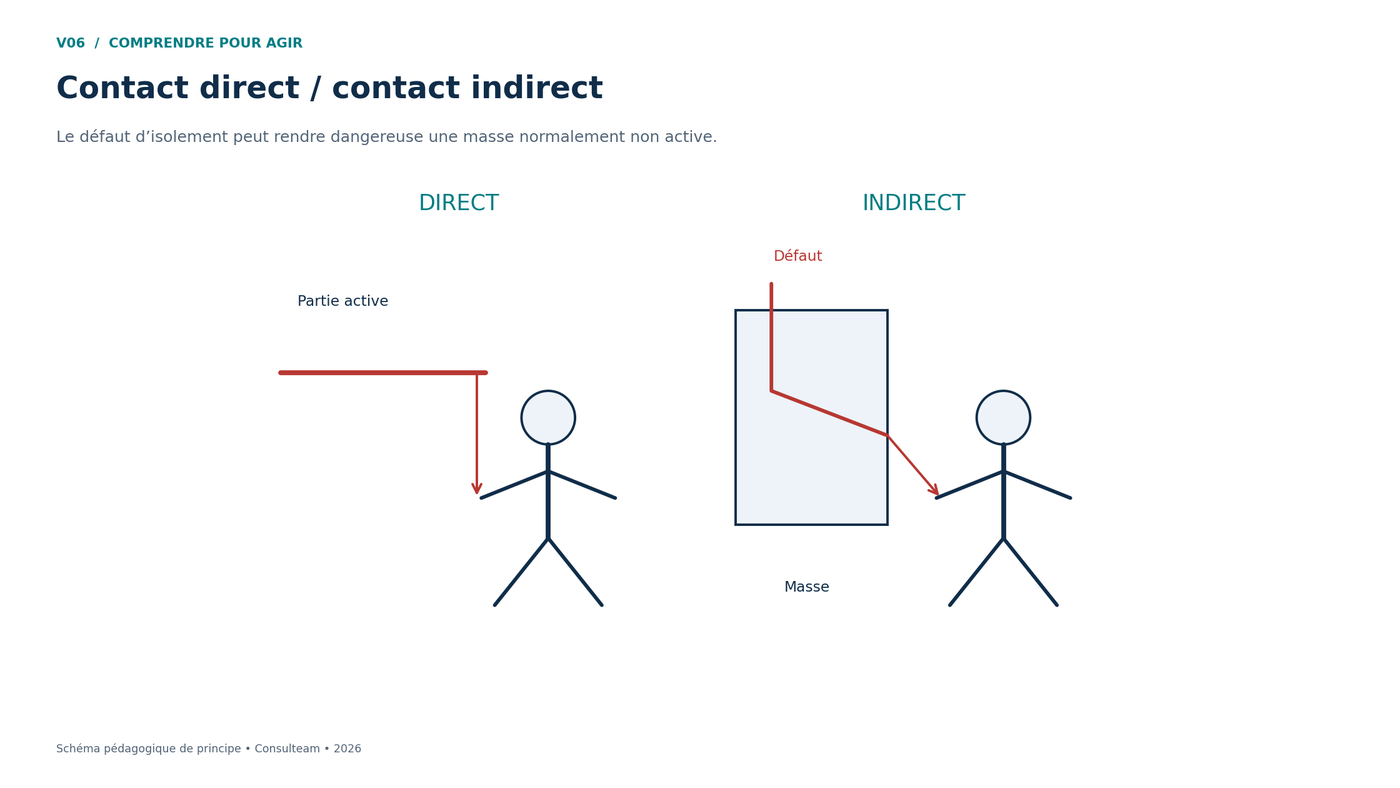 V06 / COMPRENDRE POUR AGIR
Contact direct / contact indirect
Le défaut d’isolement peut rendre dangereuse une masse normalement non active.
DIRECT
INDIRECT
Défaut
Partie active
Masse
Schéma pédagogique de principe • Consulteam • 2026